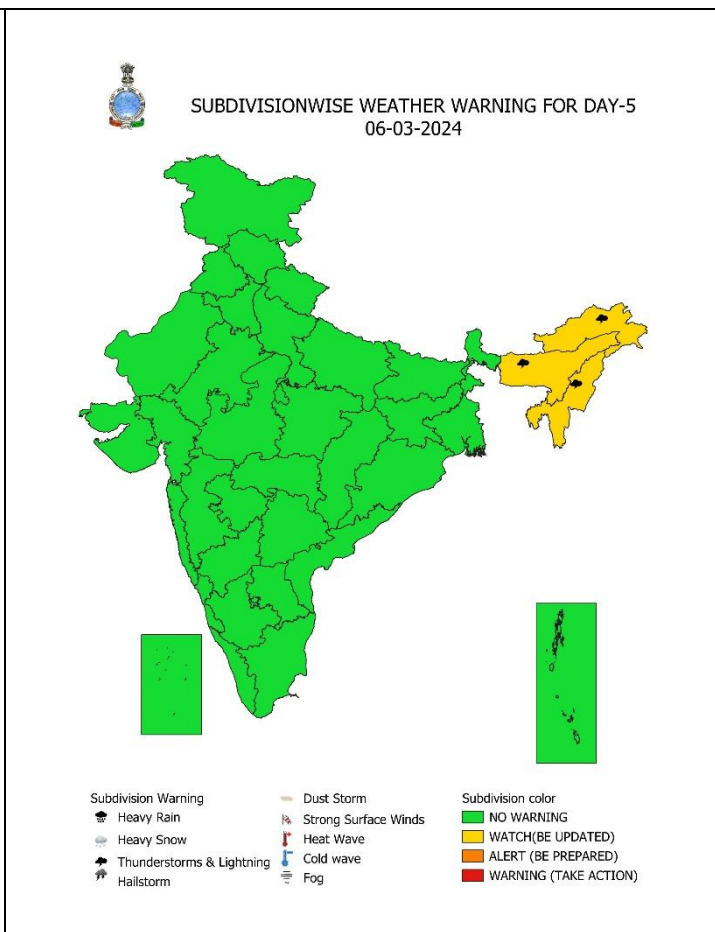 SUBDIVISIONWISE WEATHER WARNING FOR DAY-5
06-03-2024
Subdivision Warning
Heavy Rain
Heavy Snow
Thunderstorms & Lightning
Hailstorm
Dust Storm
Strong Surface Winds
Heat Wave
Cold wave
Fog
Subdivision color
NO WARNING
WATCH(BE UPDATED)
ALERT (BE PREPARED)
WARNING (TAKE ACTION)